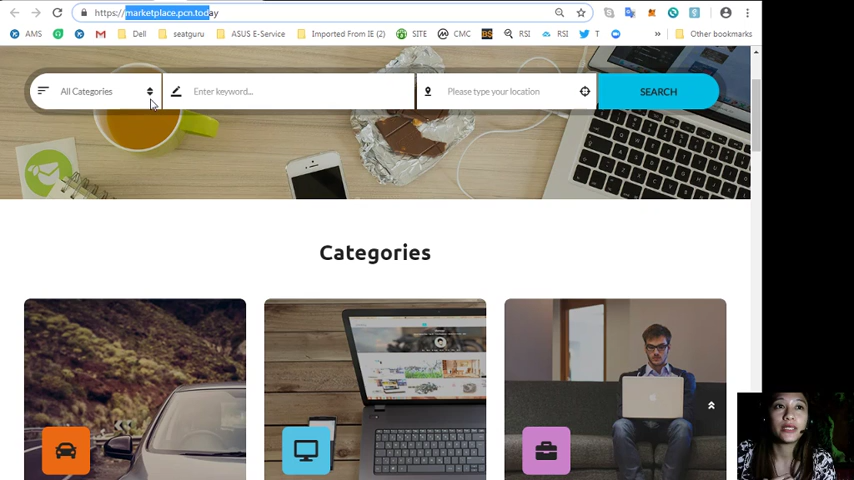 https://marketplace.pcn.today
AMS
M
Dell
seatguru
ASUS E-Service
Imported From IE (2)
SITE
CMC
RSI
RSI
T
»
Other bookmarks
All Categories
Enter keyword...
Please type your location
SEARCH
Categories